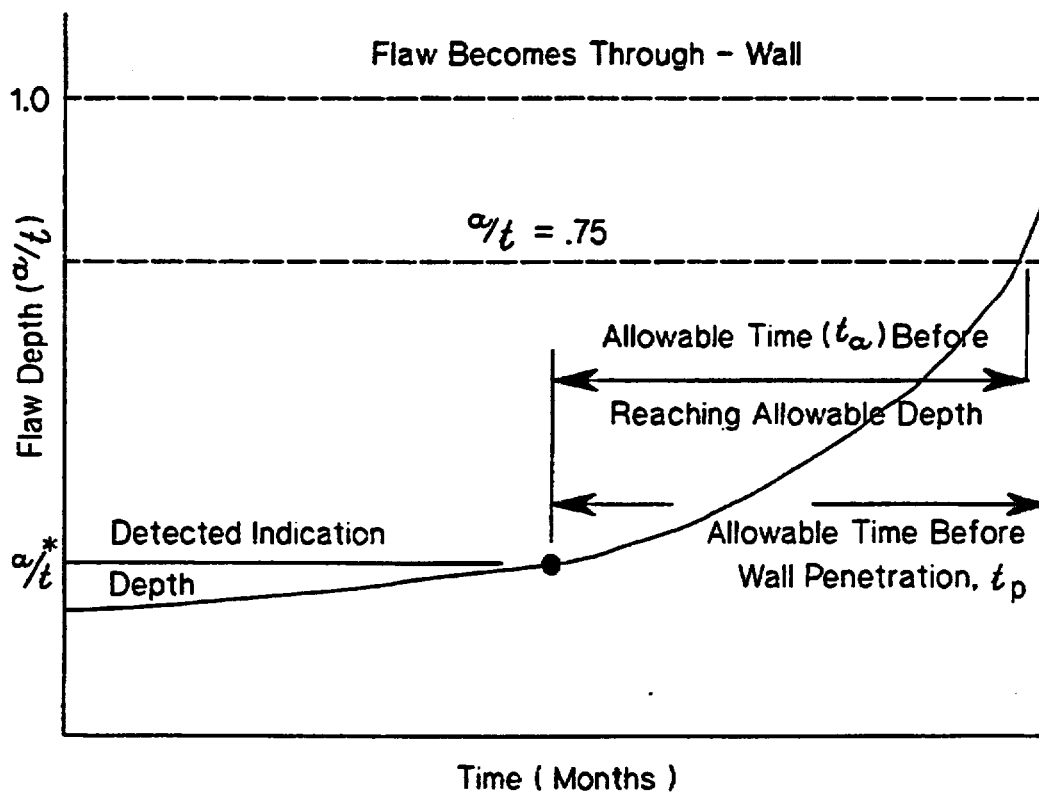 Flaw Becomes Through - Wall
1.0
a/t = .75
Flaw Depth (a/t)
Allowable Time (ta) Before
Reaching Allowable Depth
Detected Indication
a/t*
Depth
Allowable Time Before
Wall Penetration, tp
Time ( Months )